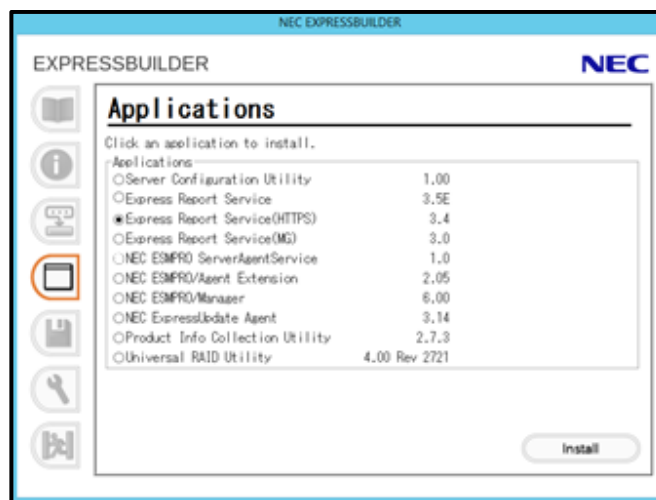 NEC EXPRESSBUILDER
EXPRESSBUILDER
NEC
Applications
Click an application to install.
Applications
Server Configuration Utility 1.00
Express Report Service 3.5E
Express Report Service(HTTPS) 3.4
Express Report Service(MG) 3.0
NEC ESMPRO ServerAgentService 1.0
NEC ESMPRO/Agent Extension 2.05
NEC ESMPRO/Manager 6.00
NEC ExpressUpdate Agent 3.14
Product Info Collection Utility 2.7.3
Universal RAID Utility 4.00 Rev 2721
Install